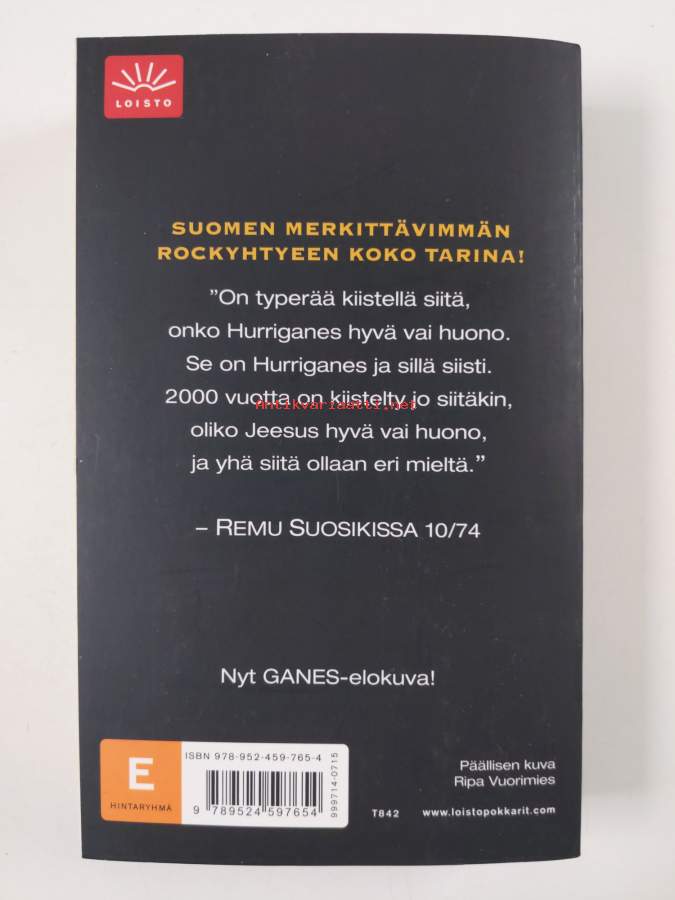 LOISTO
SUOMEN MERKITTÄVIMMÄN
ROCKYHTYEEN KOKO TARINA!
”On typerää kiistellä siitä,
onko Hurriganes hyvä vai huono.
Se on Hurriganes ja sillä siisti.
2000 vuotta on kiistelty jo siitäkin,
Antikvariaatti.net
oliko Jeesus hyvä vai huono,
ja yhä siitä ollaan eri mieltä.”
– REMU SUOSIKISSA 10/74
Nyt GANES-elokuva!
E
HINTARYHMÄ
ISBN 978-952-459-765-4
9 789524 597654
999714-0715
Päällisen kuva
Ripa Vuorimies
T842 www.loistopokkarit.com